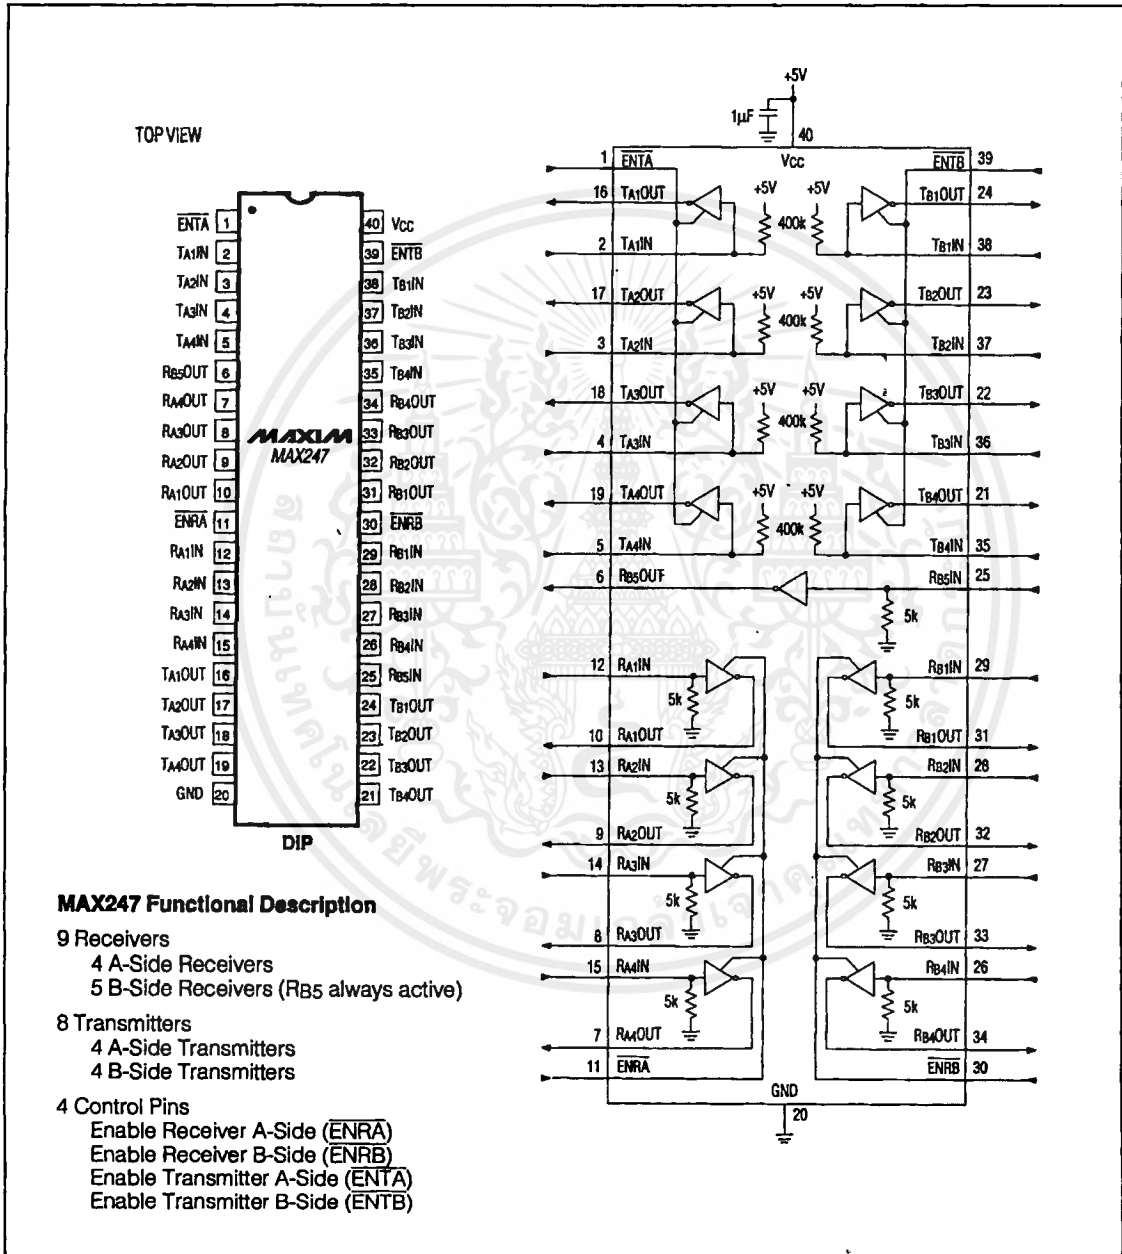 TOP VIEW
ENTA 1
TA1IN 2
TA2IN 3
TA3IN 4
TA4IN 5
RB5OUT 6
RA4OUT 7
RA3OUT 8
RA2OUT 9
RA1OUT 10
ENRA 11
RA1IN 12
RA2IN 13
RA3IN 14
RA4IN 15
TA1OUT 16
TA2OUT 17
TA3OUT 18
TA4OUT 19
GND 20
MAXIM
MAX247
40 VCC
39 ENTB
38 TB1IN
37 TB2IN
36 TB3IN
35 TB4IN
34 RB4OUT
33 RB3OUT
32 RB2OUT
31 RB1OUT
30 ENRB
29 RB1IN
28 RB2IN
27 RB3IN
26 RB4IN
25 RB5IN
24 TB1OUT
23 TB2OUT
22 TB3OUT
21 TB4OUT
DIP
MAX247 Functional Description
9 Receivers
4 A-Side Receivers
5 B-Side Receivers (RB5 always active)
8 Transmitters
4 A-Side Transmitters
4 B-Side Transmitters
4 Control Pins
Enable Receiver A-Side (ENRA)
Enable Receiver B-Side (ENRB)
Enable Transmitter A-Side (ENTA)
Enable Transmitter B-Side (ENTB)
+5V
1µF
40
1 ENTA VCC ENTB 39
16 TA1OUT +5V +5V TB1OUT 24
400k
2 TA1IN TB1IN 38
17 TA2OUT +5V +5V TB2OUT 23
400k
3 TA2IN TB2IN 37
18 TA3OUT +5V +5V TB3OUT 22
400k
4 TA3IN TB3IN 36
19 TA4OUT +5V +5V TB4OUT 21
400k
5 TA4IN TB4IN 35
6 RB5OUT RB5IN 25
5k
12 RA1IN RB1IN 29
5k 5k
10 RA1OUT RB1OUT 31
13 RA2IN RB2IN 28
5k 5k
9 RA2OUT RB2OUT 32
14 RA3IN RB3IN 27
5k 5k
8 RA3OUT RB3OUT 33
15 RA4IN RB4IN 26
5k 5k
7 RA4OUT RB4OUT 34
11 ENRA ENRB 30
GND
20